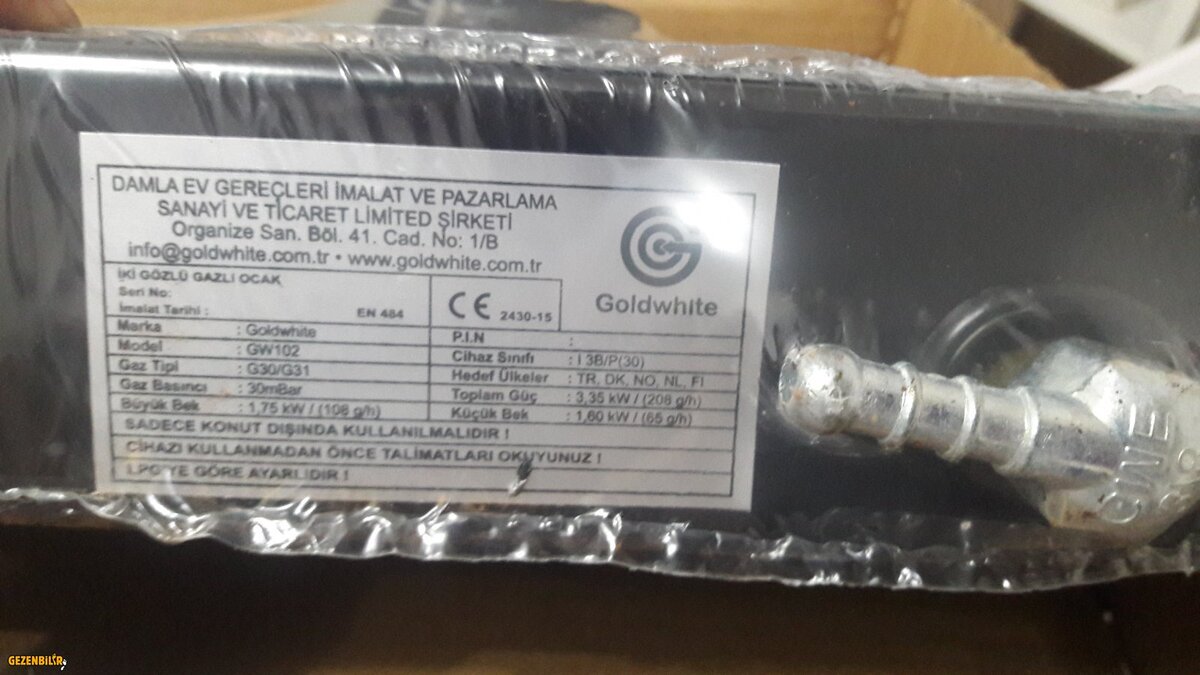 DAMLA EV GEREÇLERİ İMALAT VE PAZARLAMA
SANAYİ VE TİCARET LIMITED ŞİRKETİ
Organize San. Böl. 41. Cad. No: 1/B
info@goldwhite.com.tr • www.goldwhite.com.tr
Goldwhite
İKİ GÖZLÜ GAZLI OCAK
Seri No:
İmalat Tarihi :
EN 484
CE 2430-15
Marka : Goldwhite
Model : GW102
Gaz Tipi : G30/G31
Gaz Basıncı : 30mBar
Büyük Bek : 1,75 kW / (108 g/h)
P.I.N :
Cihaz Sınıfı : I 3B/P(30)
Hedef Ülkeler : TR, DK, NO, NL, FI
Toplam Güç : 3,35 kW / (208 g/h)
Küçük Bek : 1,60 kW / (65 g/h)
SADECE KONUT DIŞINDA KULLANILMALIDIR !
CİHAZI KULLANMADAN ÖNCE TALİMATLARI OKUYUNUZ !
LPG'YE GÖRE AYARLIDIR !
GEZENBİLİR